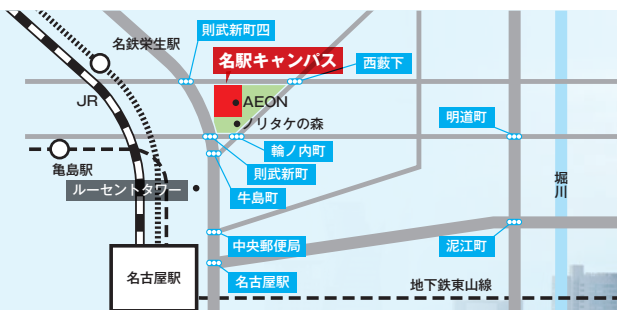 則武新町四
名鉄栄生駅
名駅キャンパス
西藪下
JR
AEON
ノリタケの森
明道町
輪ノ内町
亀島駅
則武新町
堀川
ルーセントタワー
牛島町
中央郵便局
泥江町
名古屋駅
名古屋駅
地下鉄東山線